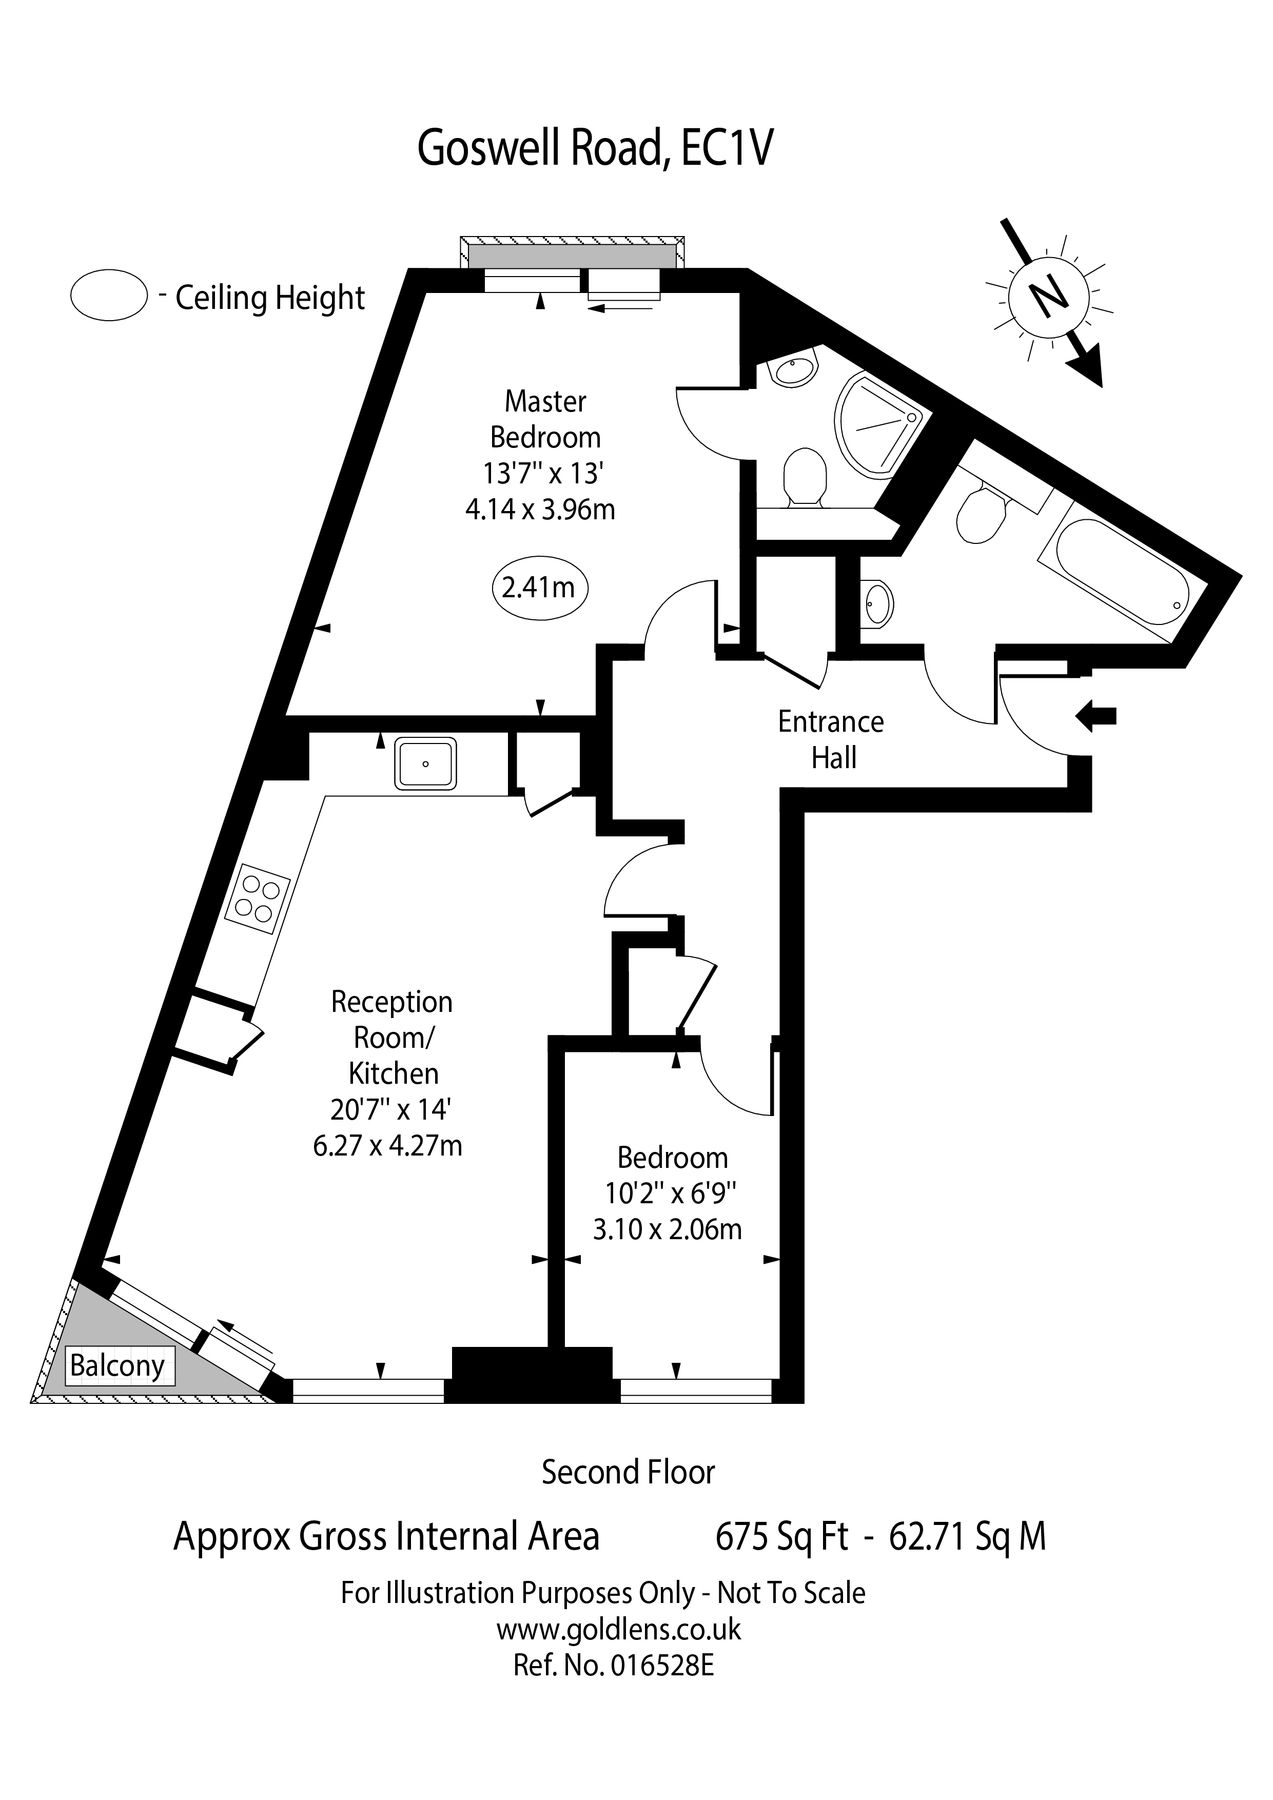 Goswell Road, EC1V
N
- Ceiling Height
Master
Bedroom
13'7" x 13'
4.14 x 3.96m
2.41m
Entrance
Hall
Reception
Room/
Kitchen
20'7" x 14'
6.27 x 4.27m
Bedroom
10'2" x 6'9"
3.10 x 2.06m
Balcony
Second Floor
Approx Gross Internal Area 675 Sq Ft - 62.71 Sq M
For Illustration Purposes Only - Not To Scale
www.goldlens.co.uk
Ref. No. 016528E